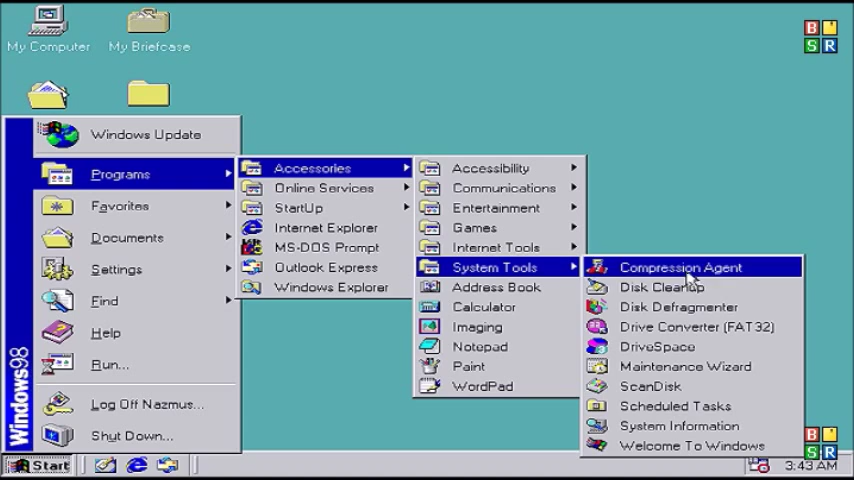 My Computer
My Briefcase
B
S R
Windows Update
Programs
Favorites
Documents
Settings
Find
Help
Run...
Log Off Nazmus...
Shut Down...
Windows98
Accessories
Online Services
StartUp
Internet Explorer
MS-DOS Prompt
Outlook Express
Windows Explorer
Accessibility
Communications
Entertainment
Games
Internet Tools
System Tools
Address Book
Calculator
Imaging
Notepad
Paint
WordPad
Compression Agent
Disk Cleanup
Disk Defragmenter
Drive Converter (FAT32)
DriveSpace
Maintenance Wizard
ScanDisk
Scheduled Tasks
System Information
Welcome To Windows
B
S R
Start
3:43 AM